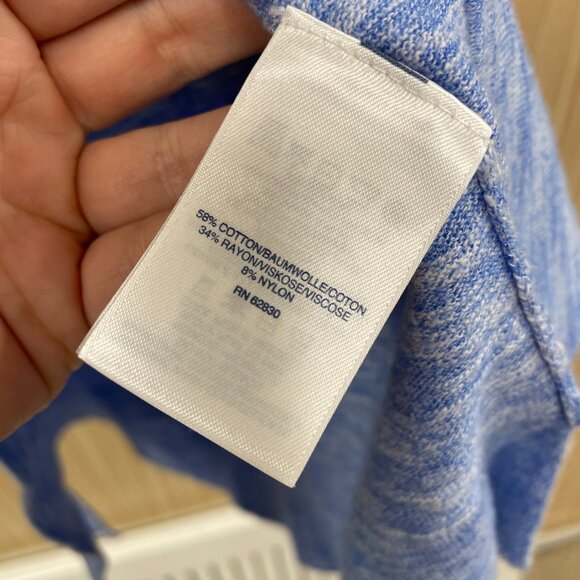 58% COTTON/BAUMWOLLE/COTON
34% RAYON/VISKOSE/VISCOSE
8% NYLON
RN 62830